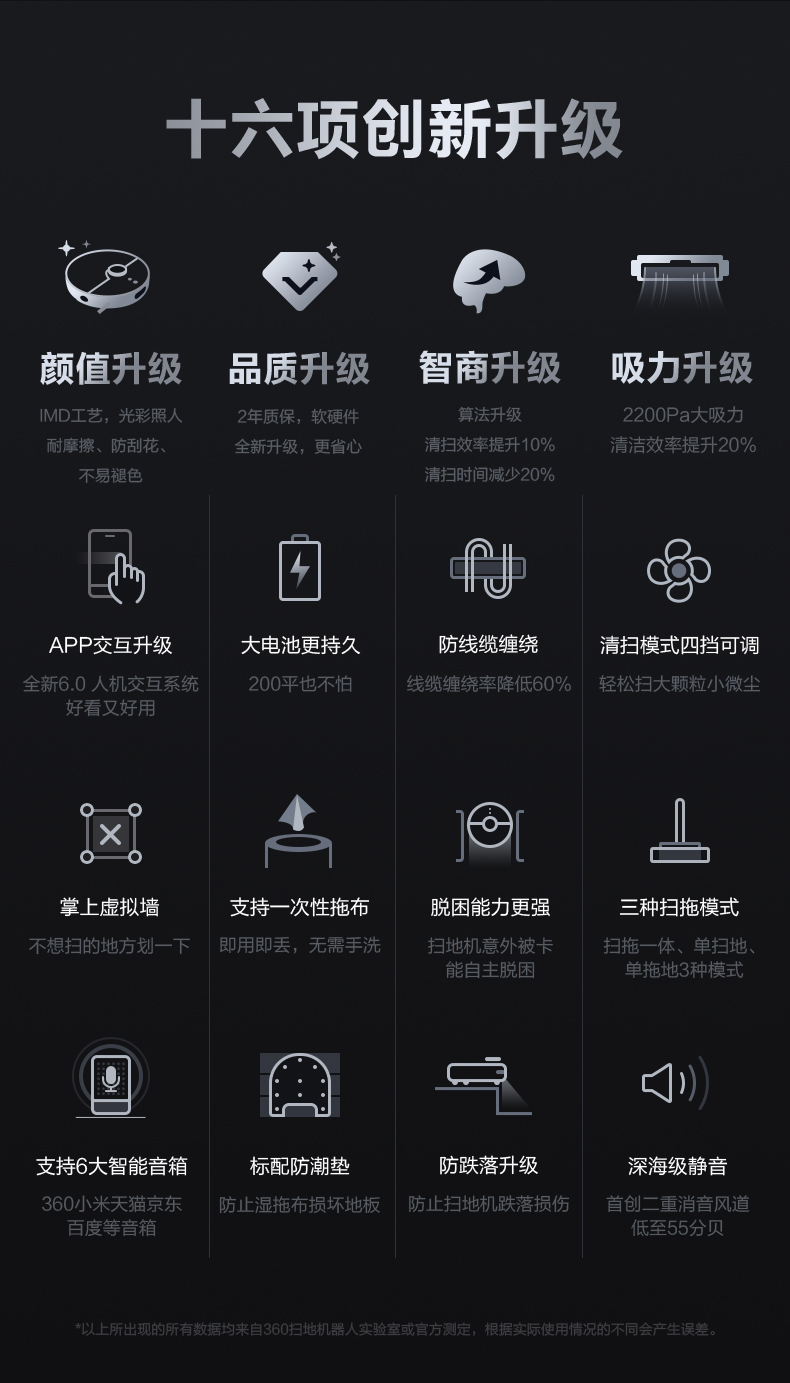 十六项创新升级
颜值升级
IMD工艺，光彩照人
耐摩擦、防刮花、
不易褪色
品质升级
2年质保，软硬件
全新升级，更省心
智商升级
算法升级
清扫效率提升10%
清扫时间减少20%
吸力升级
2200Pa大吸力
清洁效率提升20%
APP交互升级
全新6.0 人机交互系统
好看又好用
大电池更持久
200平也不怕
防线缆缠绕
线缆缠绕率降低60%
清扫模式四挡可调
轻松扫大颗粒小微尘
掌上虚拟墙
不想扫的地方划一下
支持一次性拖布
即用即丢，无需手洗
脱困能力更强
扫地机意外被卡
能自主脱困
三种扫拖模式
扫拖一体、单扫地、
单拖地3种模式
支持6大智能音箱
360小米天猫京东
百度等音箱
标配防潮垫
防止湿拖布损坏地板
防跌落升级
防止扫地机跌落损伤
深海级静音
首创二重消音风道
低至55分贝
*以上所出现的所有数据均来自360扫地机器人实验室或官方测定，根据实际使用情况的不同会产生误差。